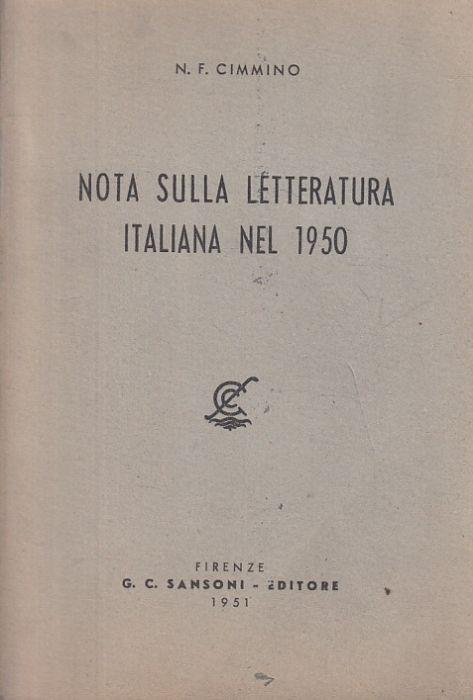 N. F. CIMMINO
NOTA SULLA LETTERATURA
ITALIANA NEL 1950
FIRENZE
G. C. SANSONI - EDITORE
1951